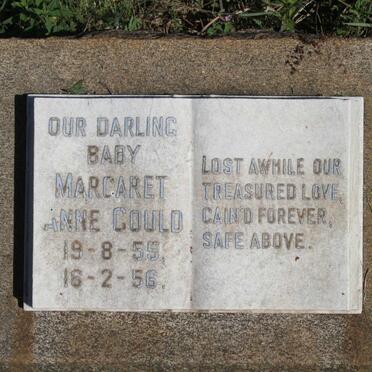 OUR DARLING
BABY
MARGARET
ANNE GOULD
19-8-55.
16-2-56.
LOST AWHILE OUR
TREASURED LOVE,
GAIN'D FOREVER,
SAFE ABOVE.